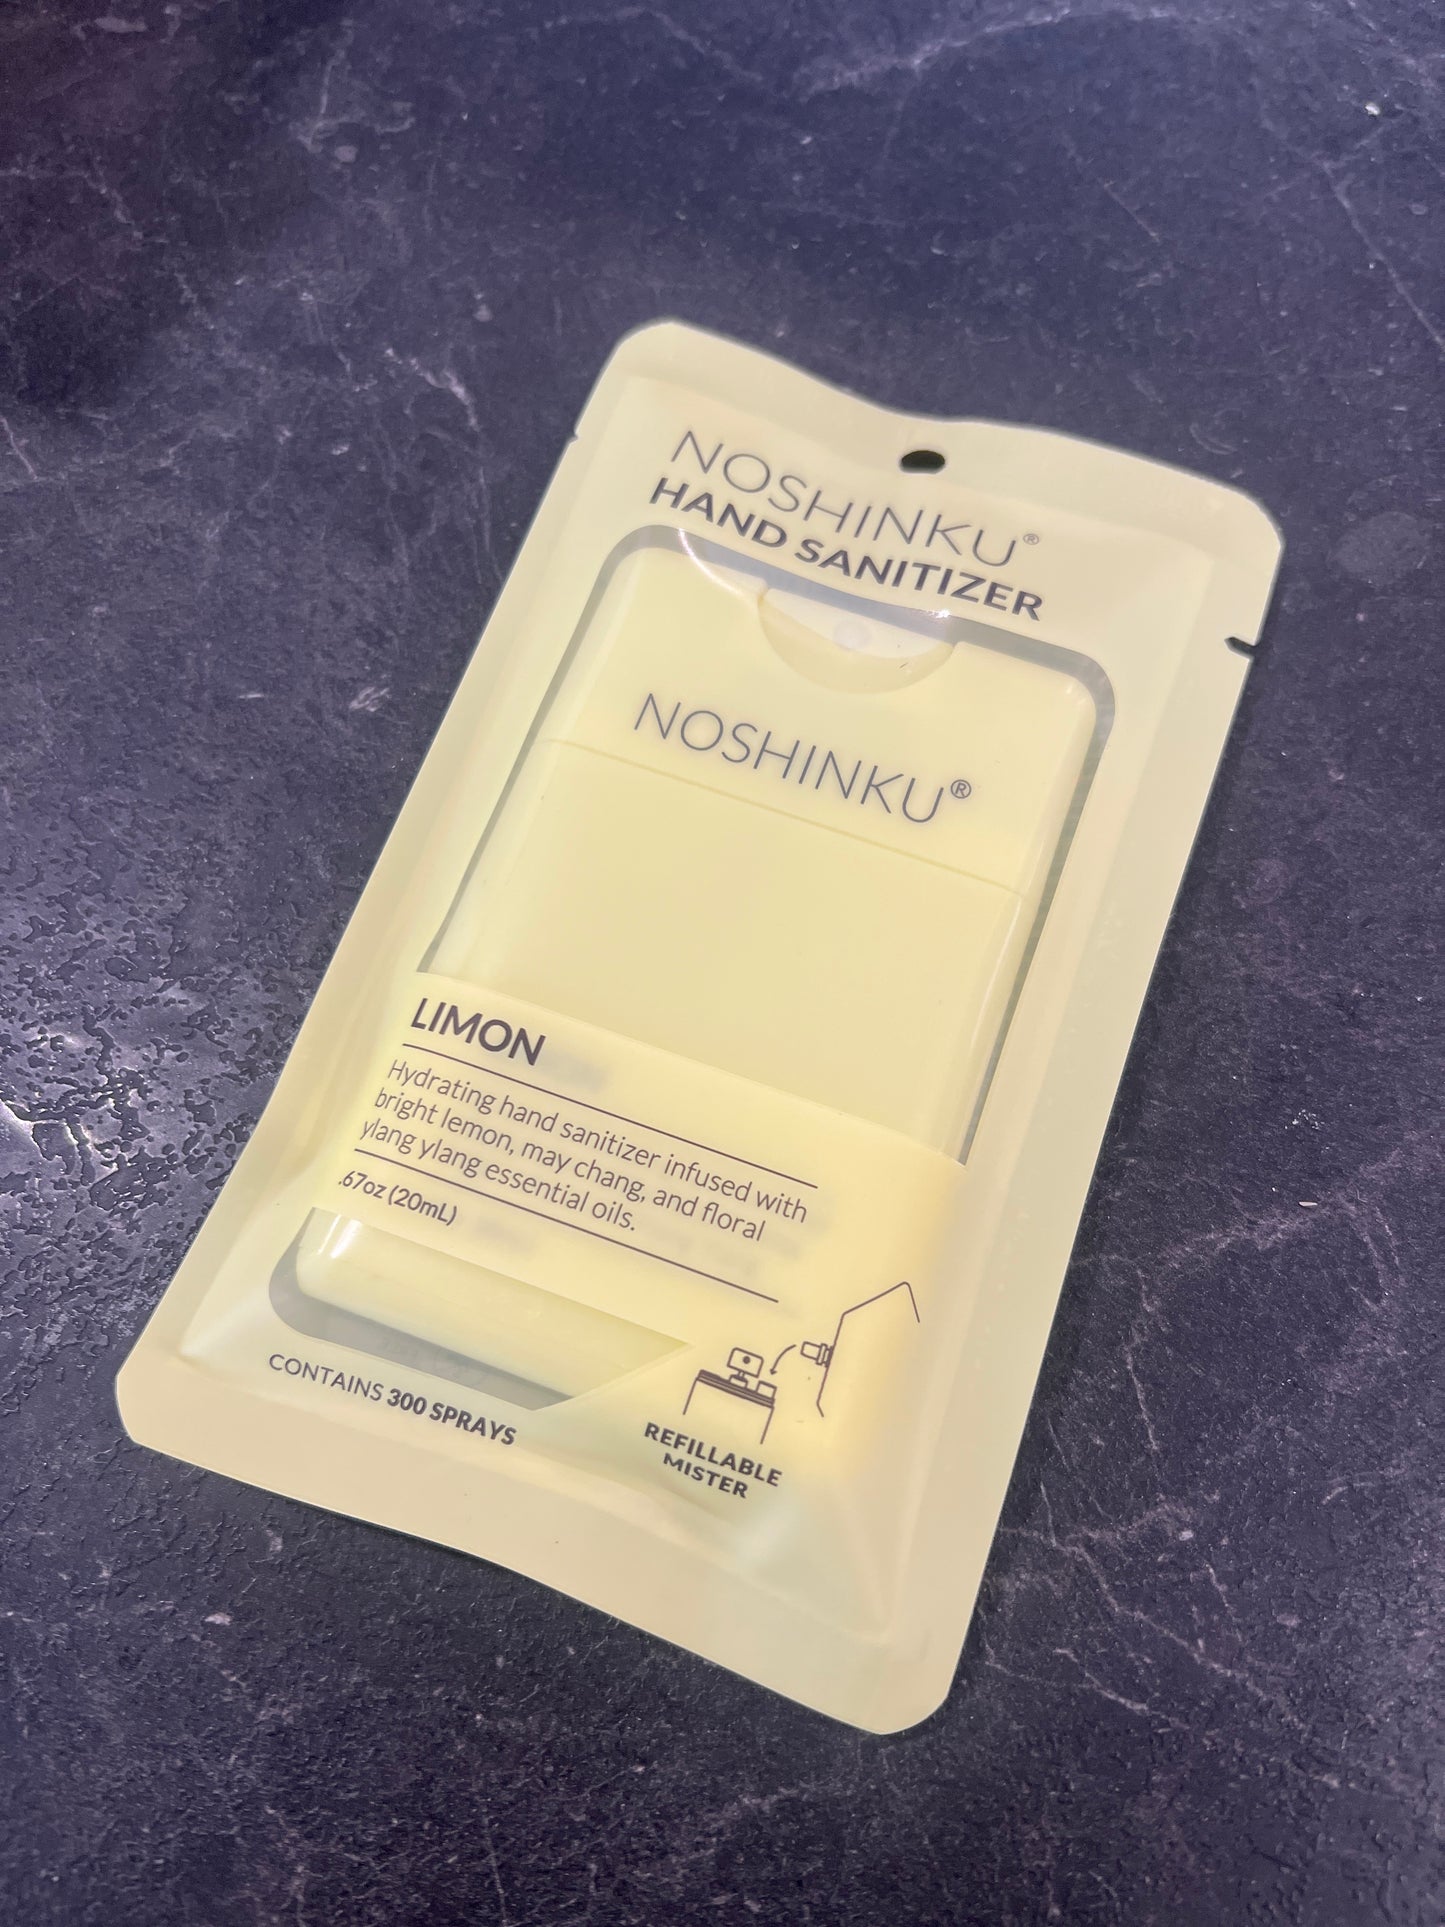 NOSHINKU®
HAND SANITIZER
NOSHINKU®
LIMON
Hydrating hand sanitizer infused with
bright lemon, may chang, and floral
ylang ylang essential oils.
.67oz (20mL)
CONTAINS 300 SPRAYS
REFILLABLE
MISTER